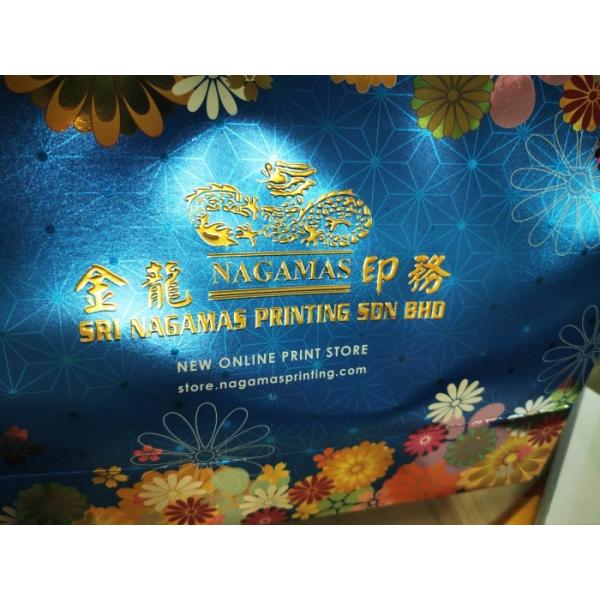 金龍 NAGAMAS 印務
SRI NAGAMAS PRINTING SDN BHD
NEW ONLINE PRINT STORE
store.nagamasprinting.com